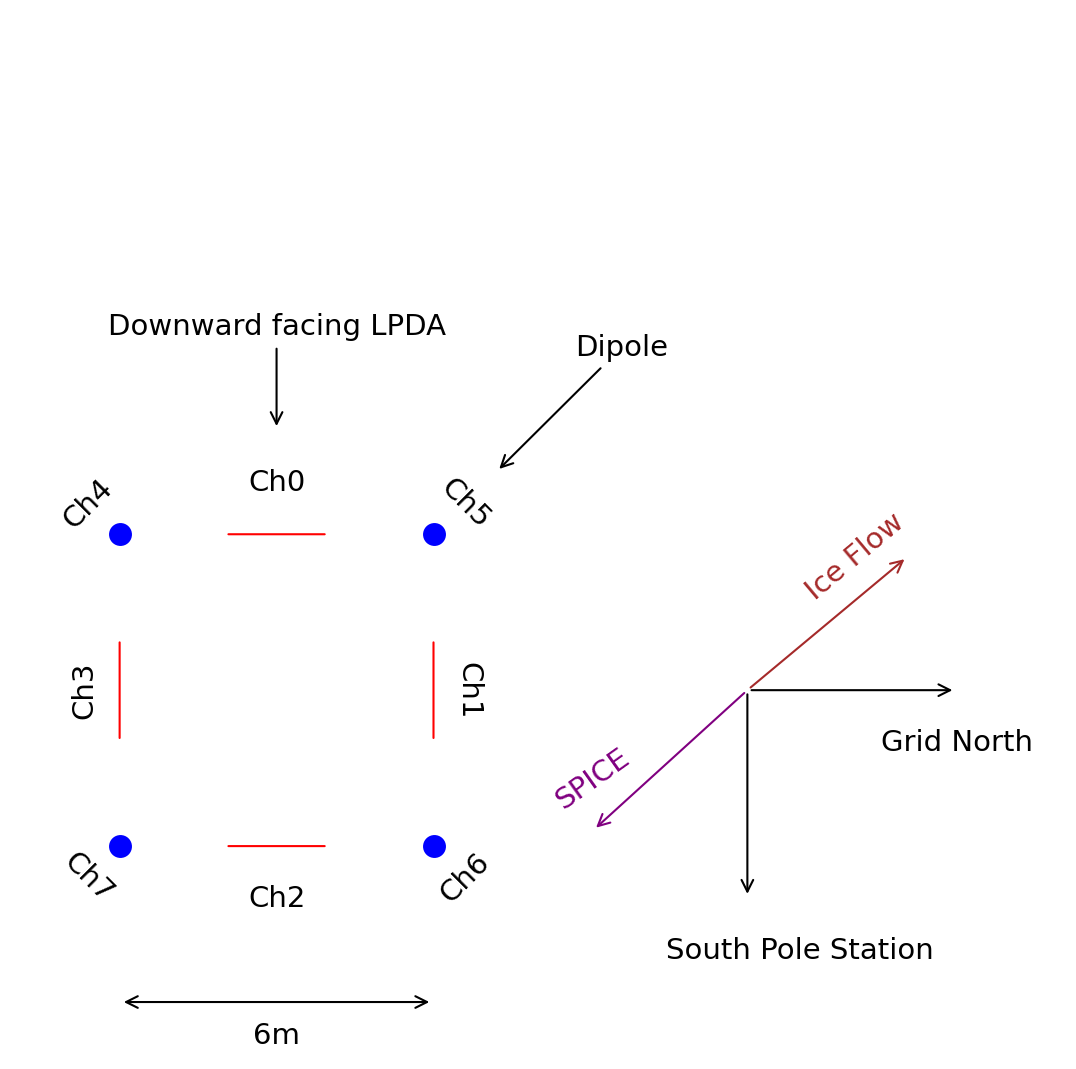 Downward facing LPDA
Dipole
Ch0
Ch4
Ch5
Ice Flow
Ch3
Ch1
Grid North
SPICE
Ch7
Ch2
Ch6
South Pole Station
6m